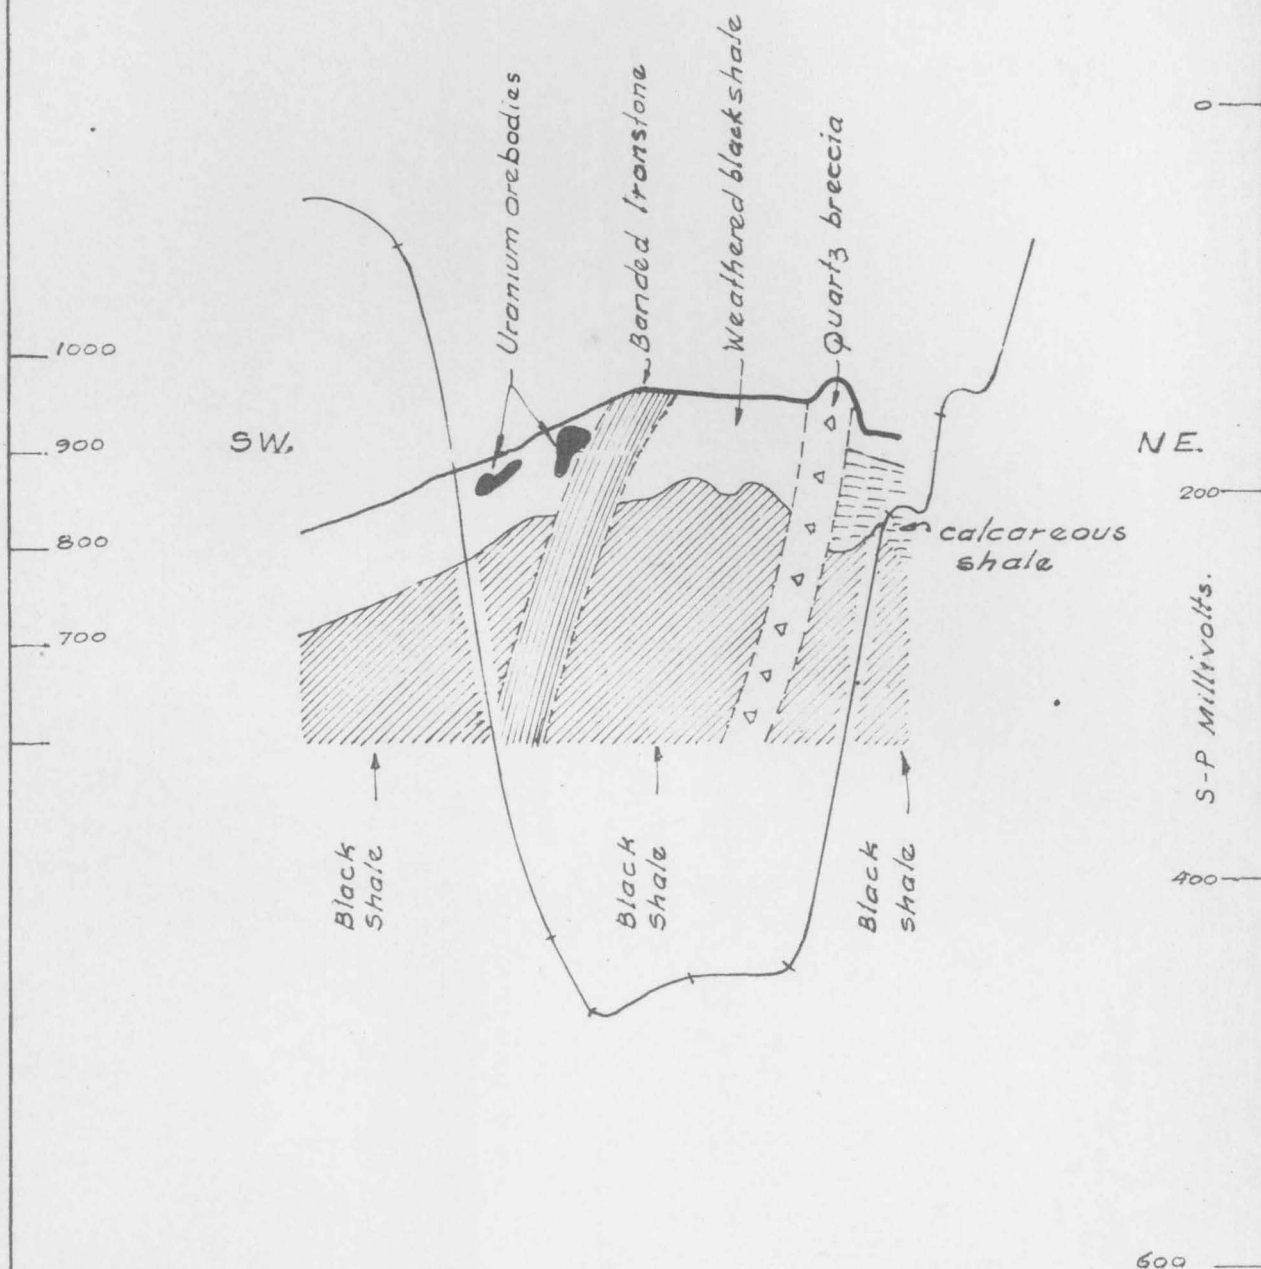 Uranium orebodies
Banded Ironstone
Weathered black shale
Quartz breccia
0
1000
SW.
900
NE.
200
800
calcareous
shale
700
S-P Millivolts.
Black
shale
Black
shale
Black
shale
400
600